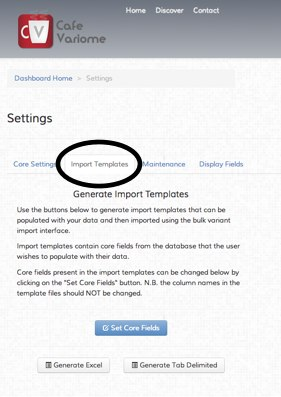 Home Discover Contact
CV Cafe
Variome
Dashboard Home > Settings
Settings
Core Settings Import Templates Maintenance Display Fields
Generate Import Templates
Use the buttons below to generate import templates that can be
populated with your data and then imported using the bulk vanant
import interface.
Import templates contain core fields from the database that the user
wishes to populate with their data.
Core fields present in the import templates can be changed below by
clicking on the "Set Core Fields" button. N.B. the column names in the
template files should NOT be changed.
Set Core Fields
Generate Excel Generate Tab Delimited